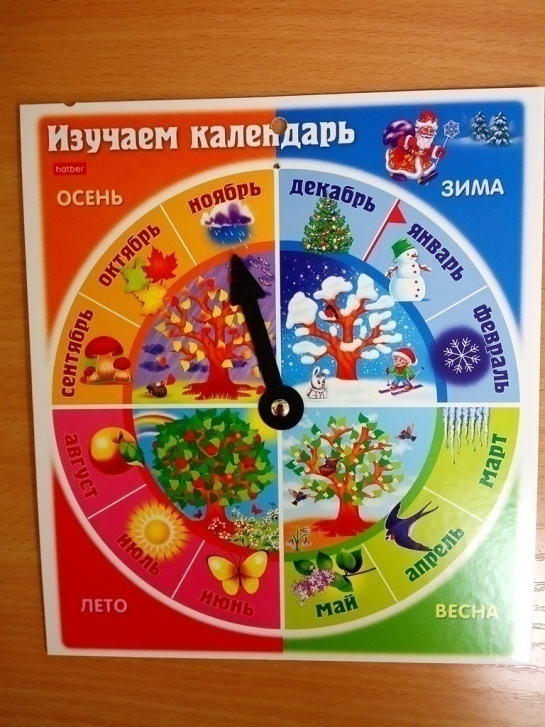 Изучаем календарь
hatber
ОСЕНЬ
ЗИМА
ноябрь
декабрь
октябрь
январь
сентябрь
февраль
август
март
июль
апрель
июнь
май
ЛЕТО
ВЕСНА